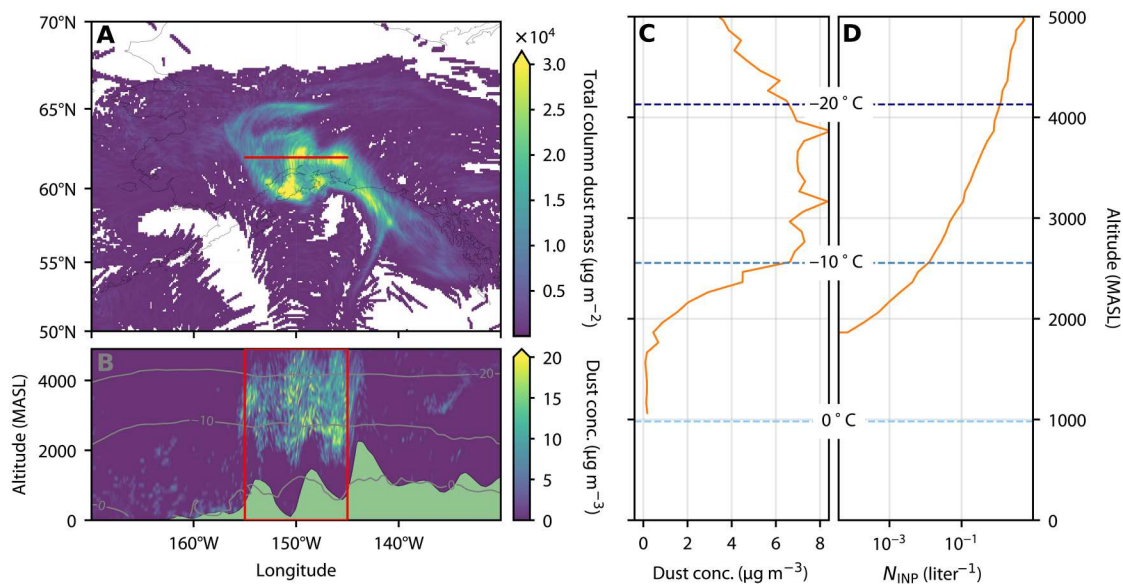 A
70°N
65°N
60°N
55°N
50°N
×10⁴
3.0
2.5
2.0
1.5
1.0
0.5
Total column dust mass (µg m⁻²)
B
4000
2000
0
Altitude (MASL)
−20
−10
0
0
160°W
150°W
140°W
Longitude
20
15
10
5
0
Dust conc. (µg m⁻³)
C
D
−20 °C
−10 °C
0 °C
0
2
4
6
8
Dust conc. (µg m⁻³)
10⁻³
10⁻¹
N_INP (liter⁻¹)
5000
4000
3000
2000
1000
0
Altitude (MASL)